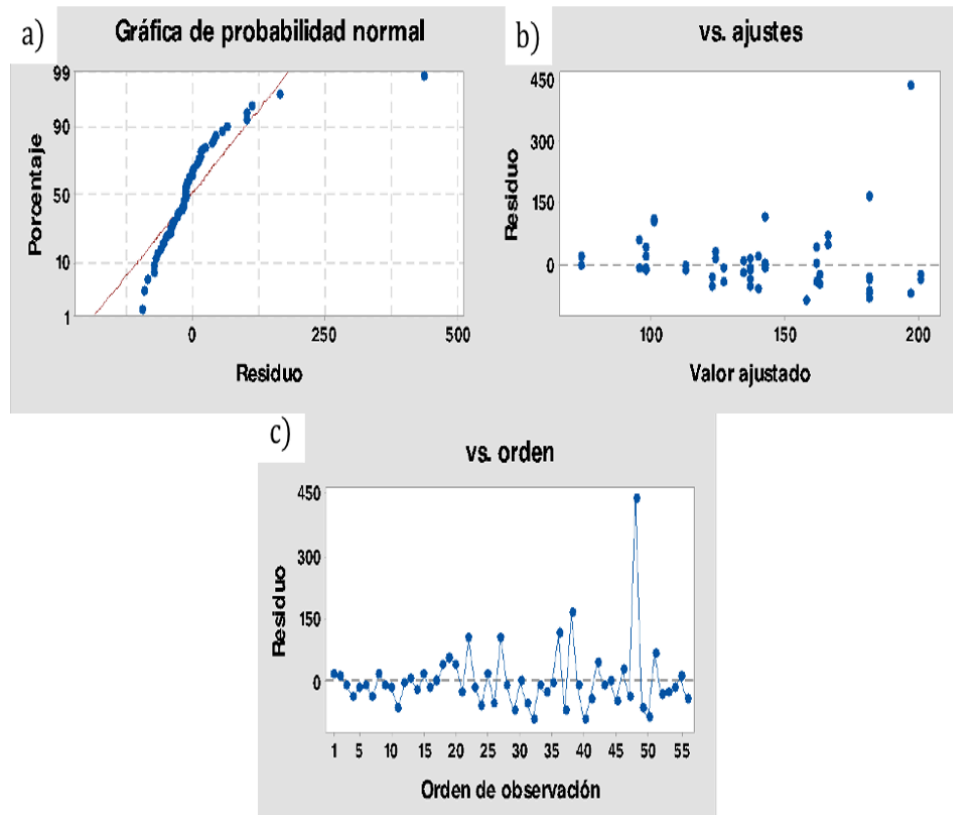 a)
Gráfica de probabilidad normal
99
90
50
10
1
Porcentaje
0
250
500
Residuo
b)
vs. ajustes
450
300
150
0
Residuo
100
150
200
Valor ajustado
c)
vs. orden
450
300
150
0
Residuo
1 5 10 15 20 25 30 35 40 45 50 55
Orden de observación